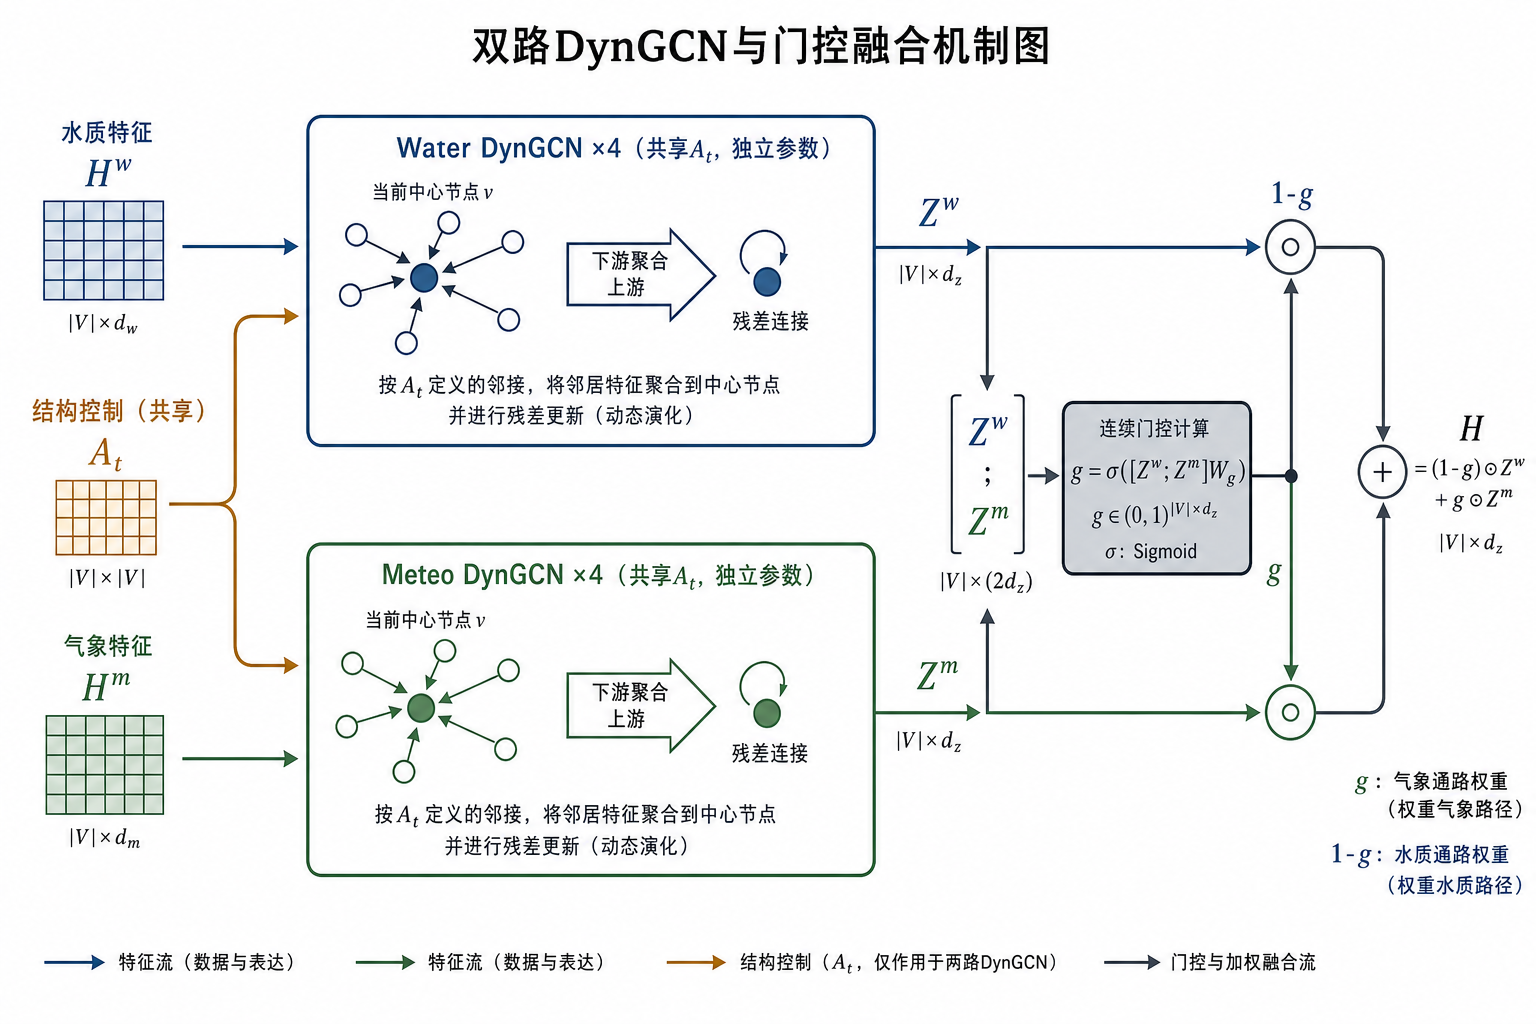 双路DynGCN与门控融合机制图
水质特征
H^w
|V|×d_w
结构控制（共享）
A_t
|V|×|V|
气象特征
H^m
|V|×d_m
Water DynGCN ×4（共享A_t, 独立参数）
当前中心节点 v
下游聚合
上游
残差连接
按 A_t 定义的邻接，将邻居特征聚合到中心节点
并进行残差更新（动态演化）
Meteo DynGCN ×4（共享A_t, 独立参数）
当前中心节点 v
下游聚合
上游
残差连接
按 A_t 定义的邻接，将邻居特征聚合到中心节点
并进行残差更新（动态演化）
Z^w
|V|×d_z
Z^m
|V|×d_z
Z^w
;
Z^m
|V|×(2d_z)
连续门控计算
g = σ([Z^w; Z^m]W_g)
g ∈ (0, 1)^{|V|×d_z}
σ: Sigmoid
1-g
g
+
H
=(1-g)⊙Z^w
+ g⊙Z^m
|V|×d_z
g：气象通路权重
（权重气象路径）
1-g：水质通路权重
（权重水质路径）
特征流（数据与表达）
特征流（数据与表达）
结构控制（A_t，仅作用于两路DynGCN）
门控与加权融合流